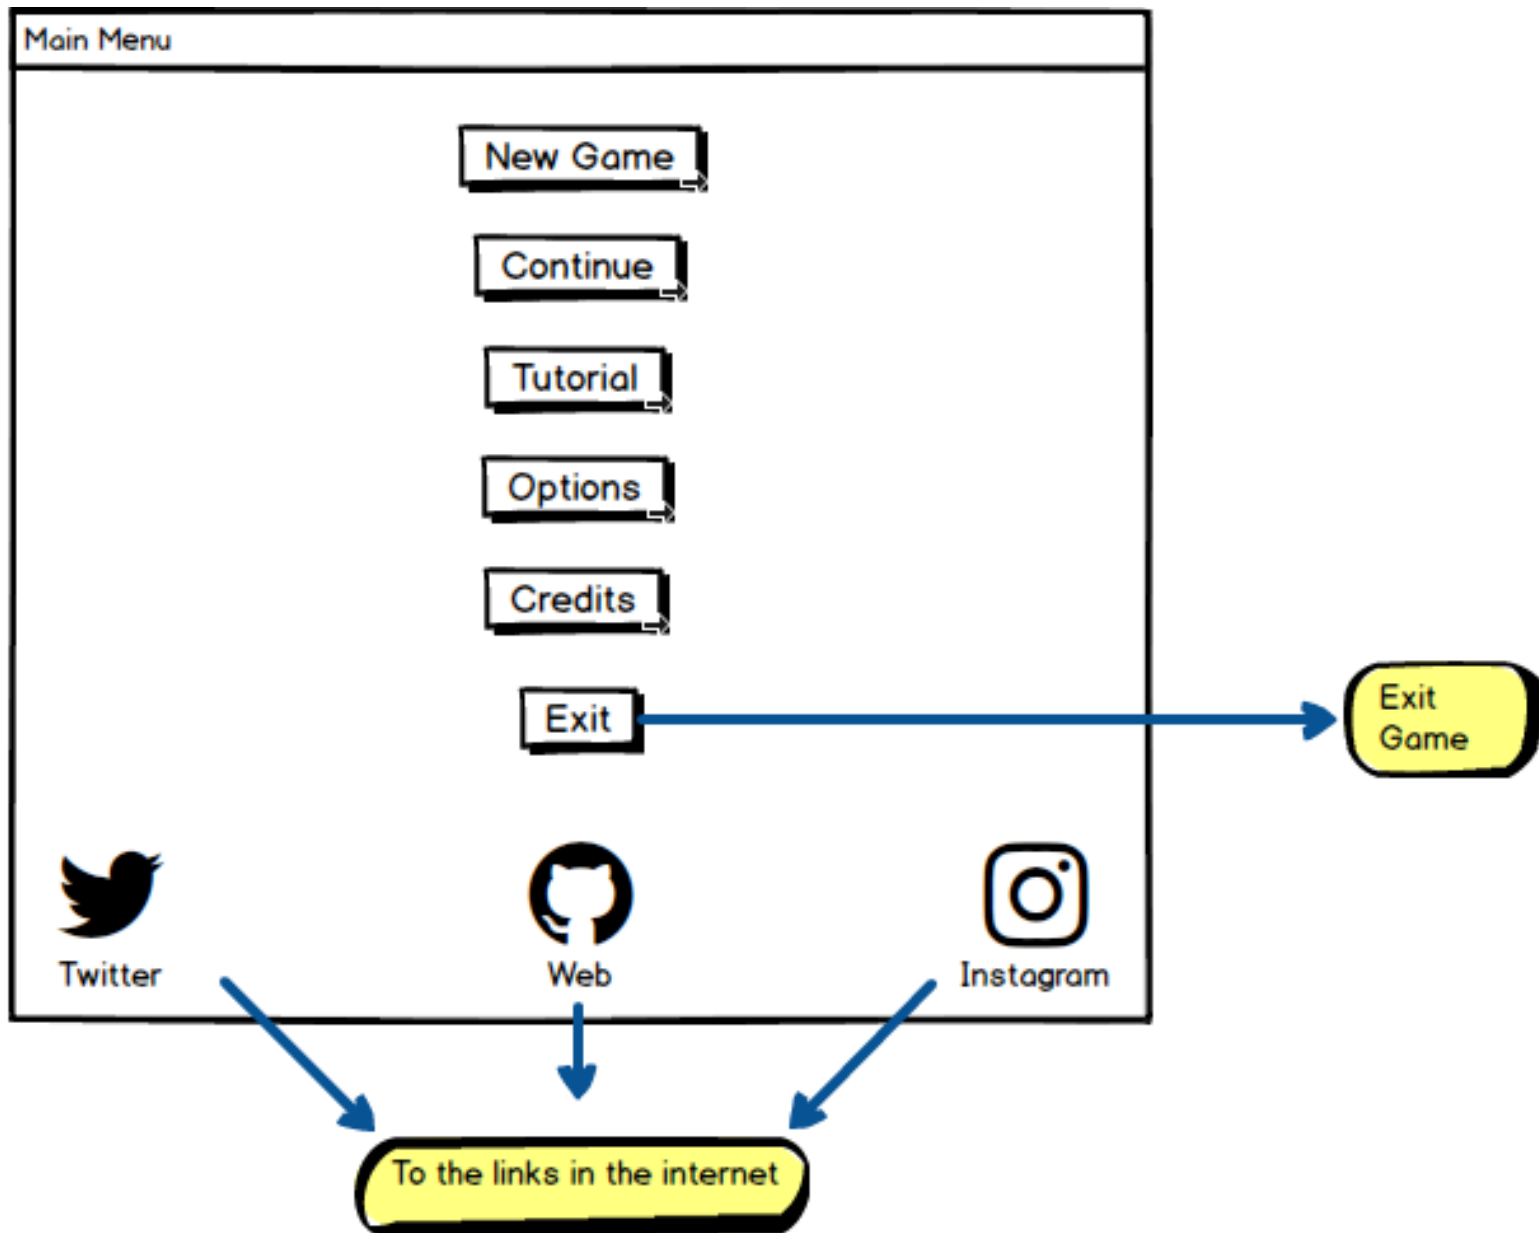 Main Menu
New Game
Continue
Tutorial
Options
Credits
Exit
Exit
Game
Twitter
Web
Instagram
To the links in the internet